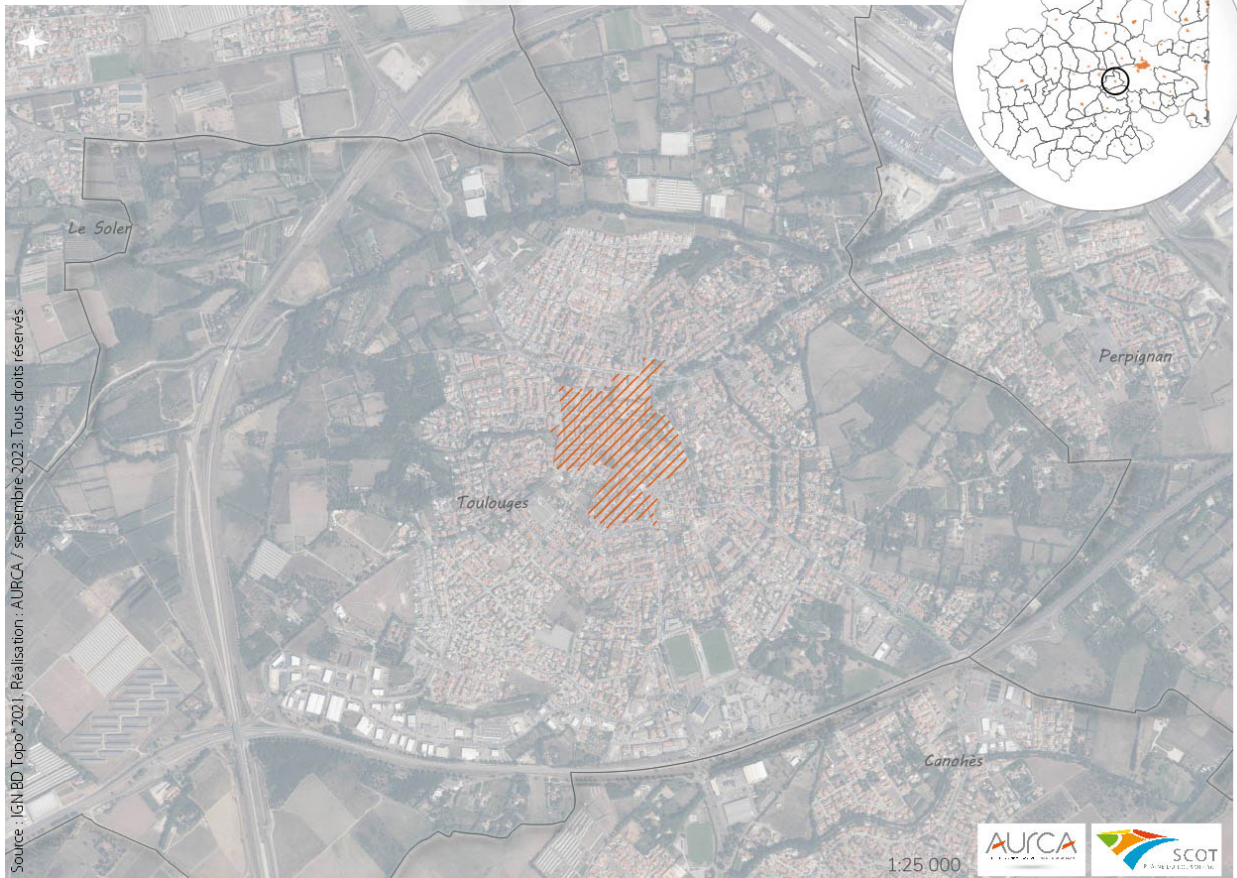 Le Soler
Perpignan
Toulouges
Canohès
Source : IGN BD Topo® 2021. Réalisation : AURCA / septembre 2023. Tous droits réservés.
1:25 000
AURCA
SCOT